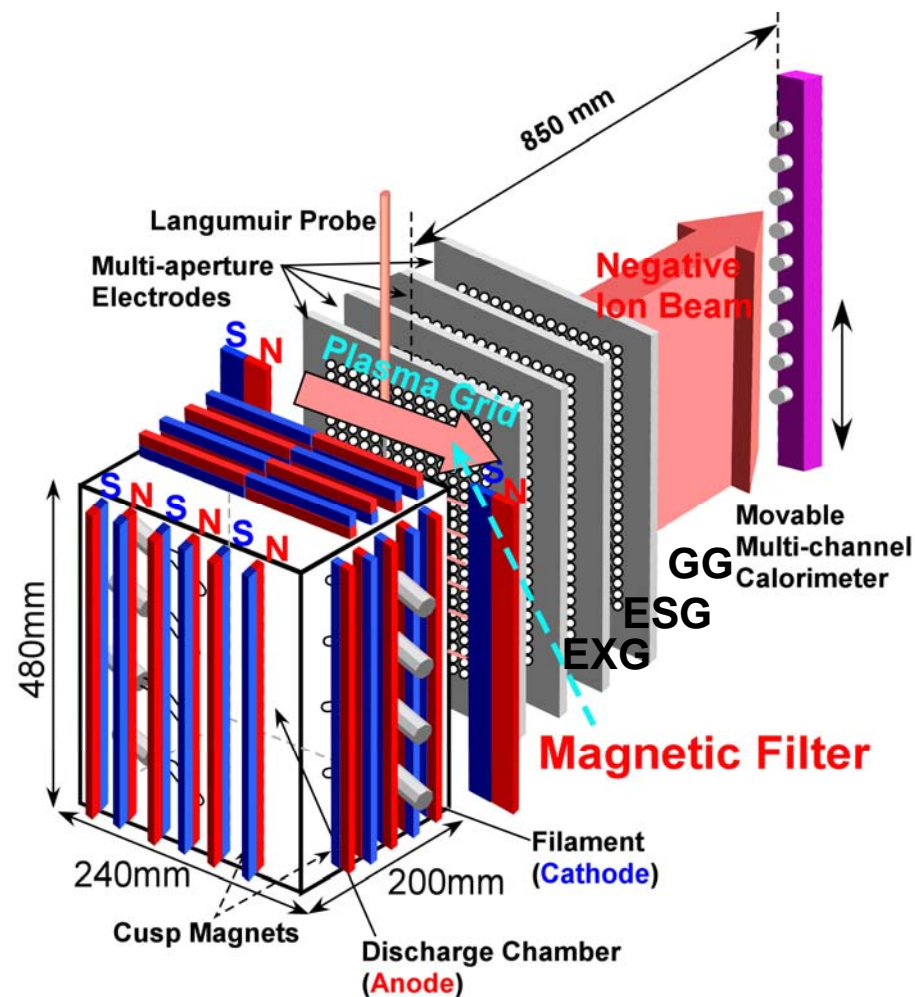 850 mm
Langumuir Probe
Multi-aperture
Electrodes
Negative
Ion Beam
Plasma Grid
S
N
S
N
S
N
S
N
S
N
Movable
Multi-channel
Calorimeter
GG
ESG
EXG
Magnetic Filter
480mm
240mm
200mm
Filament
(Cathode)
Cusp Magnets
Discharge Chamber
(Anode)